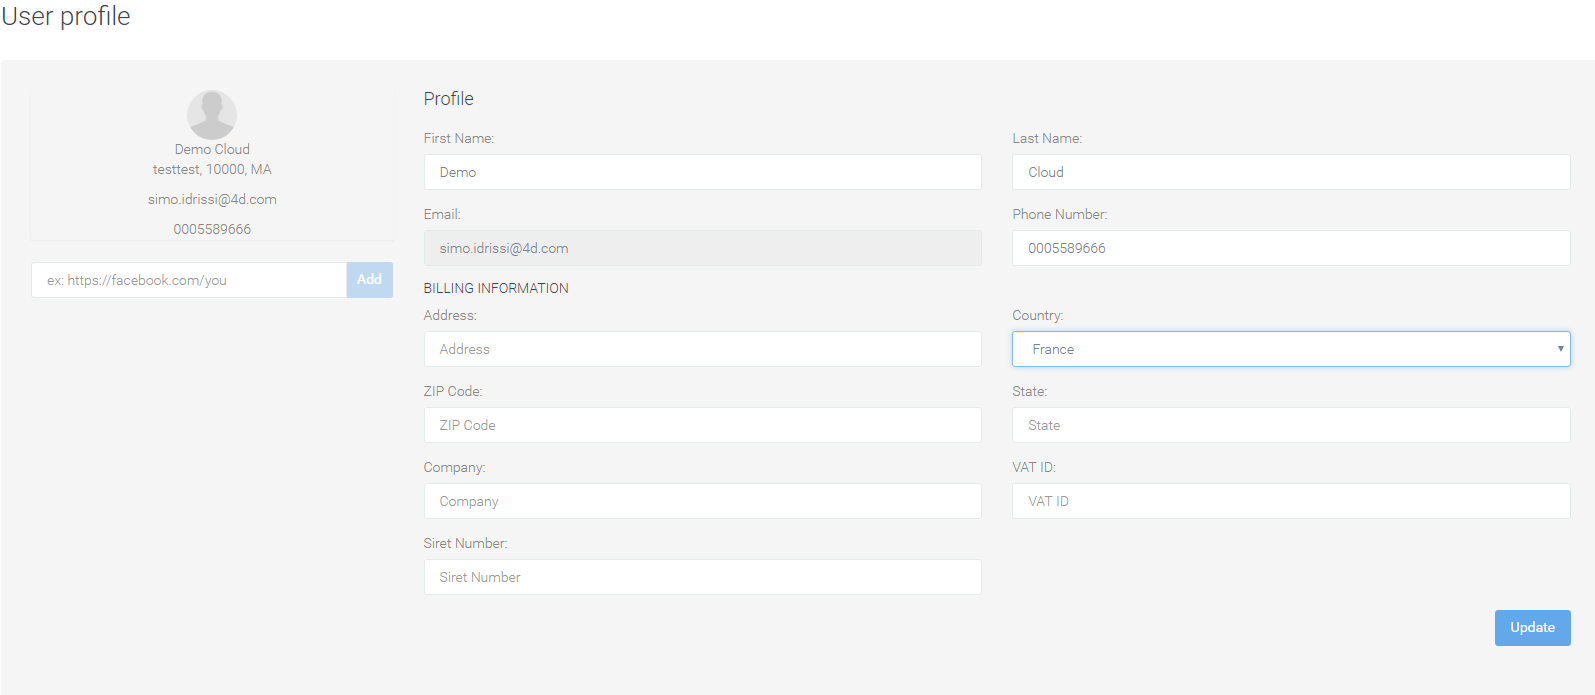 User profile
Demo Cloud
testtest, 10000, MA
simo.idrissi@4d.com
0005589666
ex: https://facebook.com/you Add
Profile
First Name: Last Name:
Demo Cloud
Email: Phone Number:
simo.idrissi@4d.com 0005589666
BILLING INFORMATION
Address: Country:
Address France
ZIP Code: State:
ZIP Code State
Company: VAT ID:
Company VAT ID
Siret Number:
Siret Number
Update